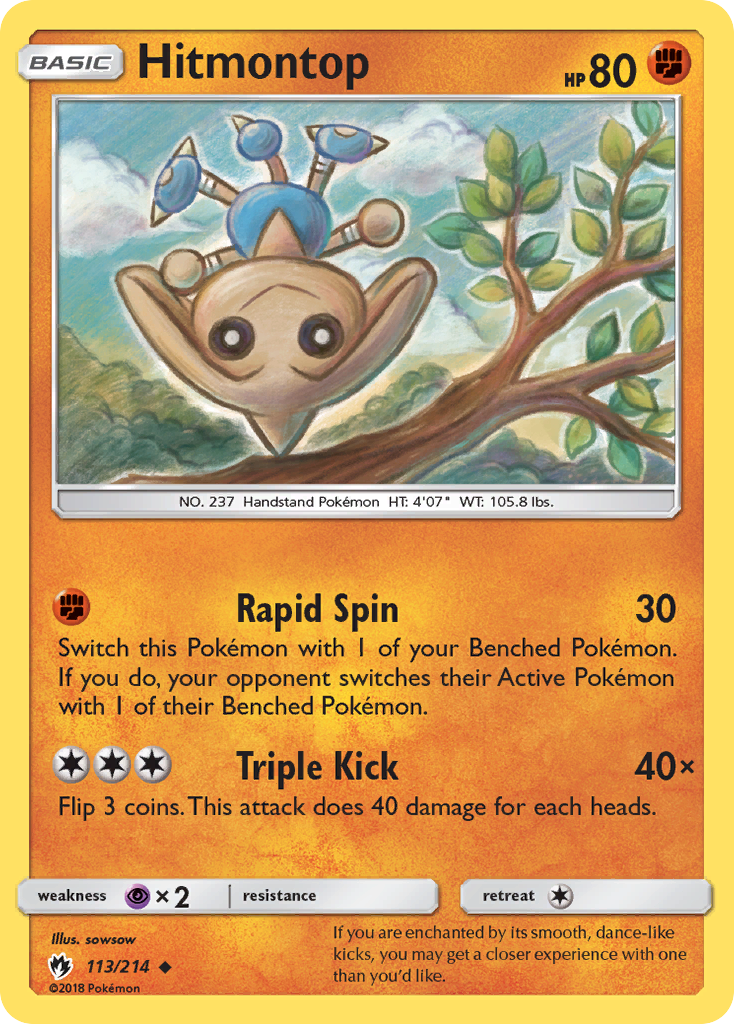 BASIC Hitmontop HP 80
NO. 237 Handstand Pokémon HT: 4'07" WT: 105.8 lbs.
Rapid Spin 30
Switch this Pokémon with 1 of your Benched Pokémon.
If you do, your opponent switches their Active Pokémon
with 1 of their Benched Pokémon.
Triple Kick 40×
Flip 3 coins. This attack does 40 damage for each heads.
weakness ×2 resistance retreat
Illus. sowsow
113/214
©2018 Pokémon
If you are enchanted by its smooth, dance-like
kicks, you may get a closer experience with one
than you'd like.